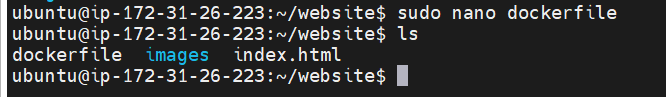 ubuntu@ip-172-31-26-223:~/website$ sudo nano dockerfile
ubuntu@ip-172-31-26-223:~/website$ ls
dockerfile  images  index.html
ubuntu@ip-172-31-26-223:~/website$